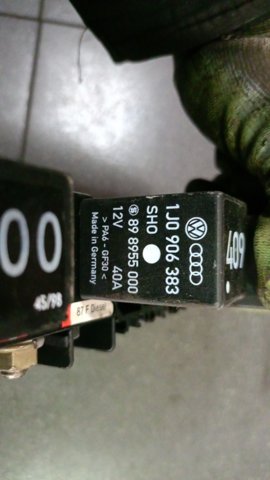 1J0 906 383
SHO
89 8955 000
12V 40A
> PA6 - GF30 <
Made in Germany
409
00
45/98
87 F Diesel